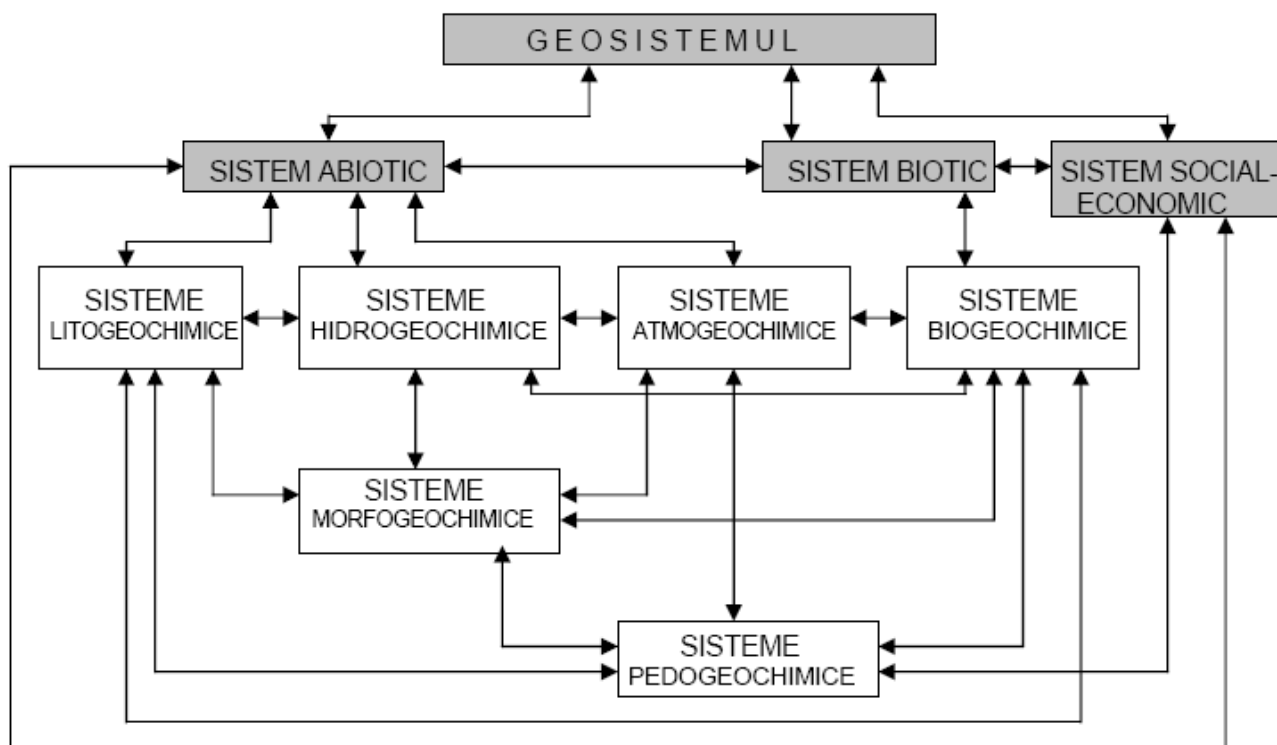 GEOSISTEMUL
SISTEM ABIOTIC
SISTEM BIOTIC
SISTEM SOCIAL-
ECONOMIC
SISTEME
LITOGEOCHIMICE
SISTEME
HIDROGEOCHIMICE
SISTEME
ATMOGEOCHIMICE
SISTEME
BIOGEOCHIMICE
SISTEME
MORFOGEOCHIMICE
SISTEME
PEDOGEOCHIMICE